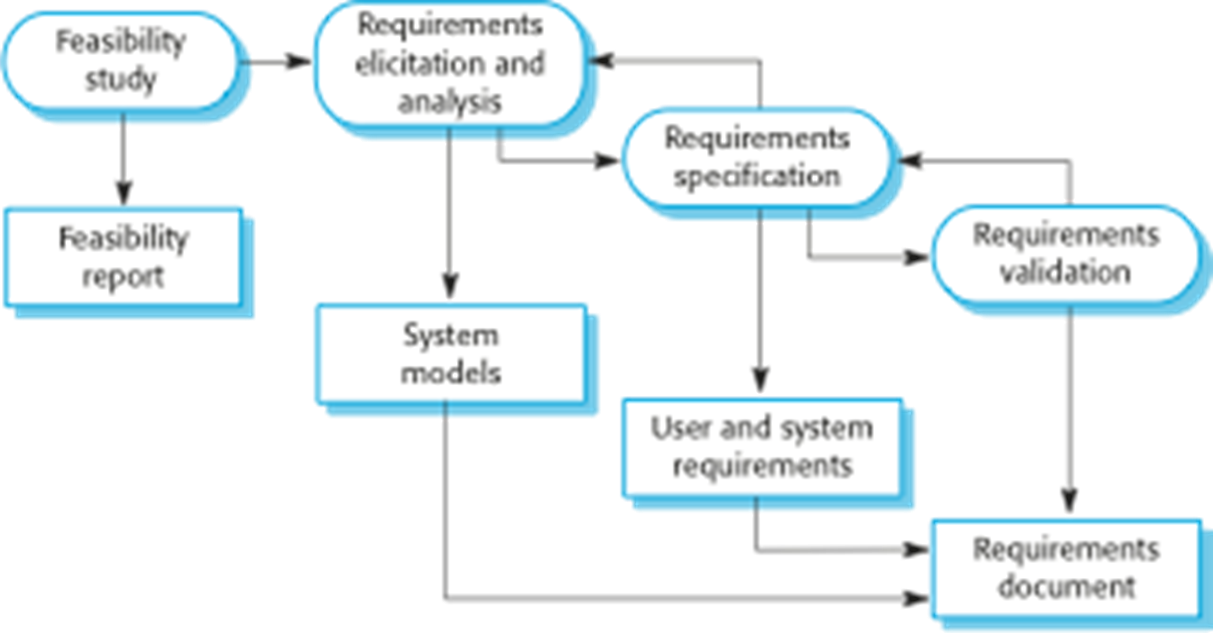 Feasibility
study
Requirements
elicitation and
analysis
Requirements
specification
Requirements
validation
Feasibility
report
System
models
User and system
requirements
Requirements
document